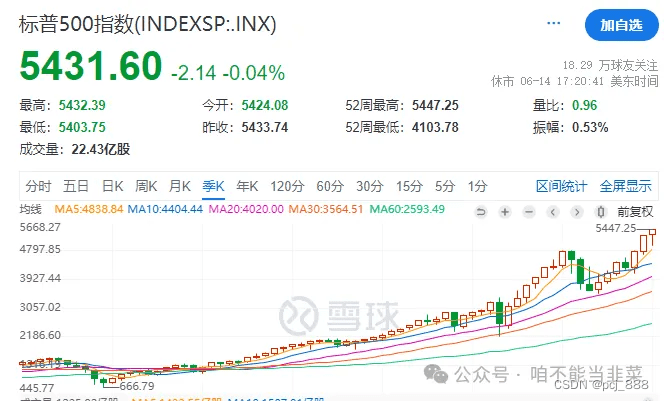 标普500指数(INDEXSP:.INX)
... 加自选
5431.60 -2.14 -0.04%
18.29 万球友关注
休市 06-14 17:20:41 美东时间
最高: 5432.39 今开: 5424.08 52周最高: 5447.25 量比: 0.96
最低: 5403.75 昨收: 5433.74 52周最低: 4103.78 振幅: 0.53%
成交量: 22.43亿股
分时 五日 日K 周K 月K 季K 年K 120分 60分 30分 15分 5分 1分 区间统计 全屏显示
均线 MA5:4838.84 MA10:4404.44 MA20:4020.00 MA30:3564.51 MA60:2593.49 前复权
5668.27
5447.25
4797.85
3927.44
3057.02
雪球
2186.60
445.77
666.79
公众号 · 咱不能当韭菜
CSDN @pq_888